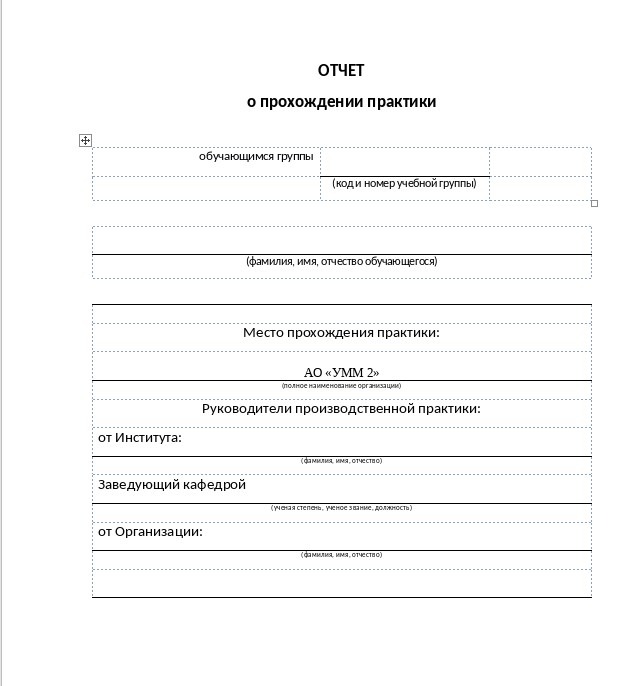 ОТЧЕТ
о прохождении практики
обучающимся группы
(код и номер учебной группы)
(фамилия, имя, отчество обучающегося)
Место прохождения практики:
АО «УММ 2»
(полное наименование организации)
Руководители производственной практики:
от Института:
(фамилия, имя, отчество)
Заведующий кафедрой
(ученая степень, ученое звание, должность)
от Организации:
(фамилия, имя, отчество)